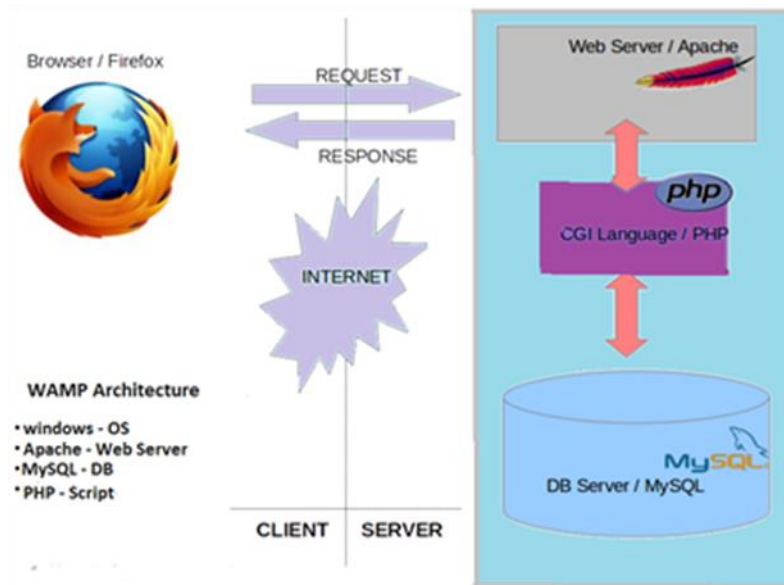 Browser / Firefox
REQUEST
RESPONSE
INTERNET
Web Server / Apache
php
CGI Language / PHP
MySQL
DB Server / MySQL
WAMP Architecture
• windows - OS
• Apache - Web Server
• MySQL - DB
• PHP - Script
CLIENT
SERVER